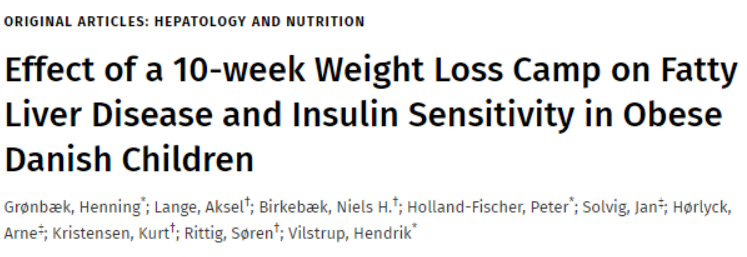 ORIGINAL ARTICLES: HEPATOLOGY AND NUTRITION
Effect of a 10-week Weight Loss Camp on Fatty
Liver Disease and Insulin Sensitivity in Obese
Danish Children
Grønbæk, Henning*; Lange, Aksel†; Birkebæk, Niels H.†; Holland-Fischer, Peter*; Solvig, Jan‡; Hørlyck,
Arne‡; Kristensen, Kurt†; Rittig, Søren†; Vilstrup, Hendrik*